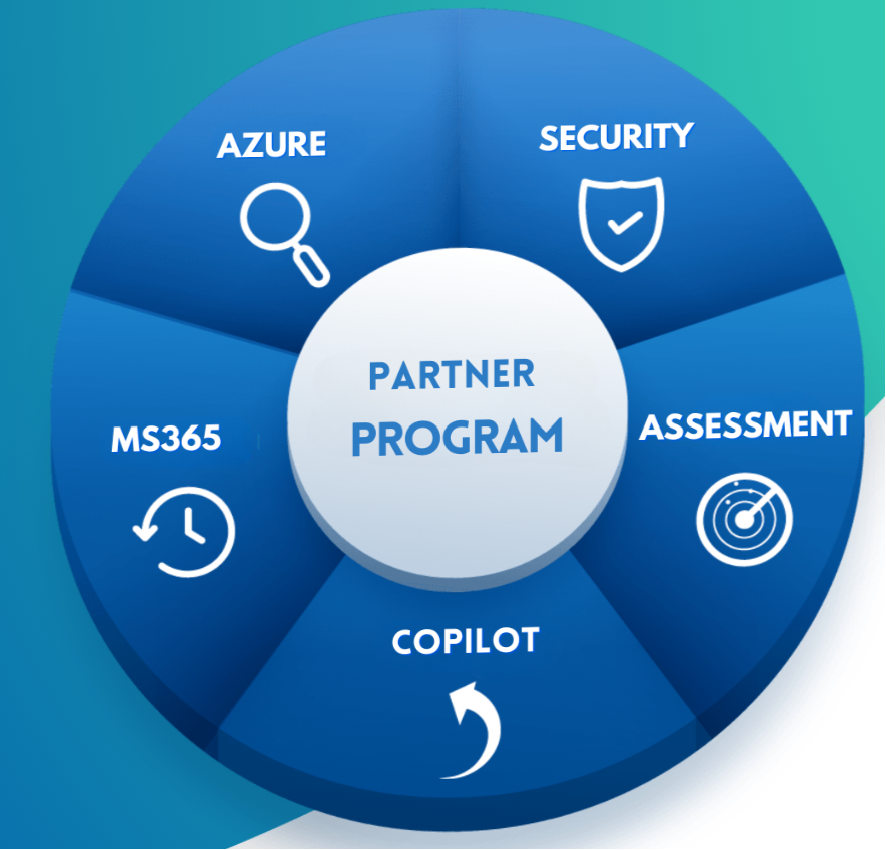 AZURE
SECURITY
PARTNER
PROGRAM
MS365
ASSESSMENT
COPILOT